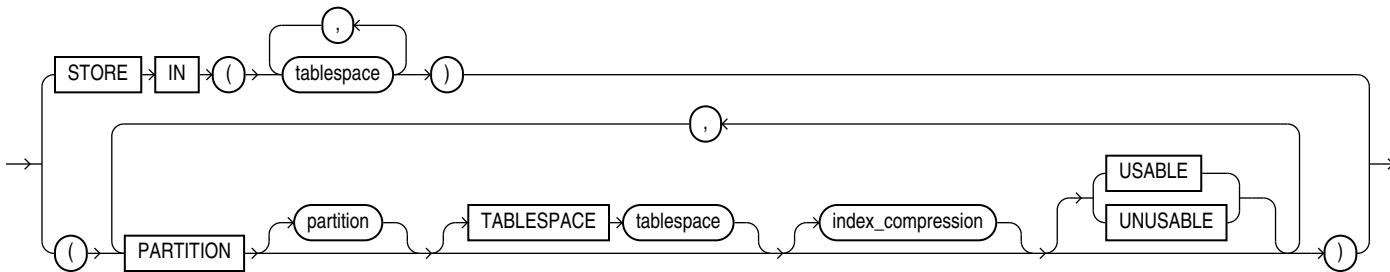 ,
STORE IN ( tablespace )
,
USABLE
partition TABLESPACE tablespace index_compression UNUSABLE
( PARTITION )